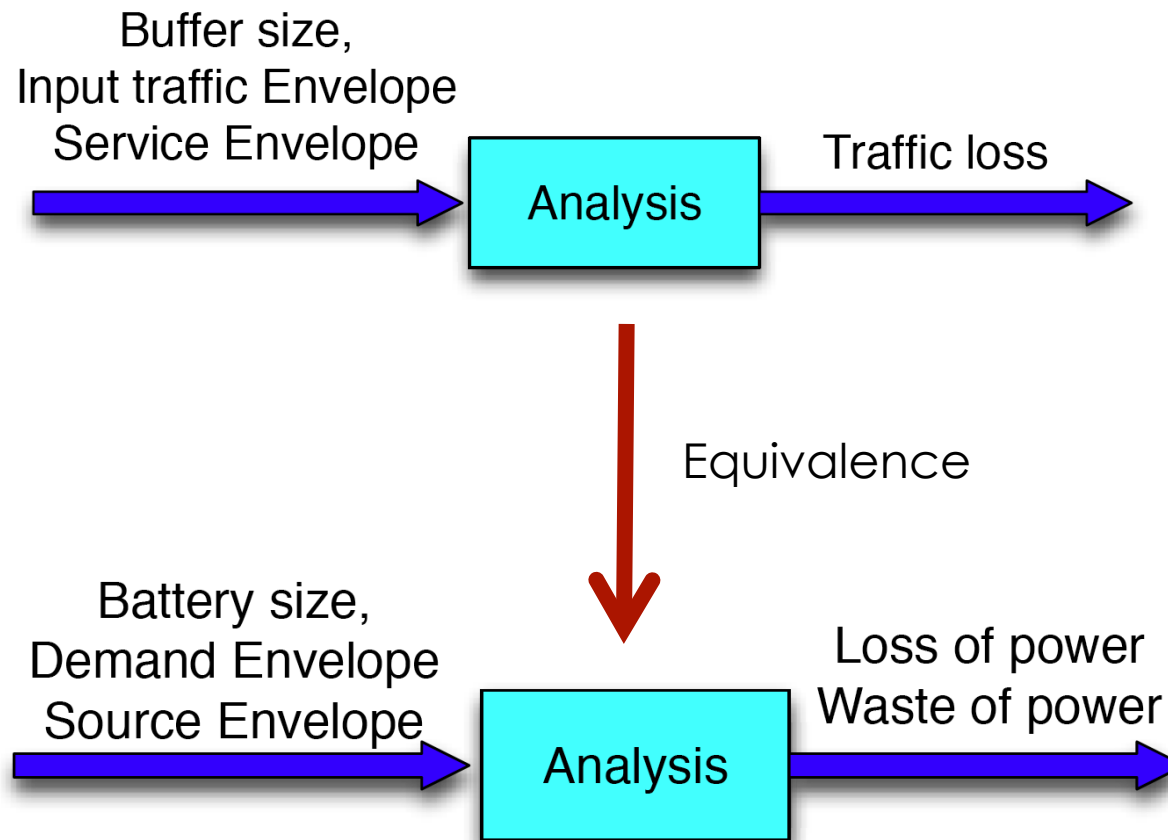 Buffer size,
Input traffic Envelope
Service Envelope
Analysis
Traffic loss
Equivalence
Battery size,
Demand Envelope
Source Envelope
Analysis
Loss of power
Waste of power